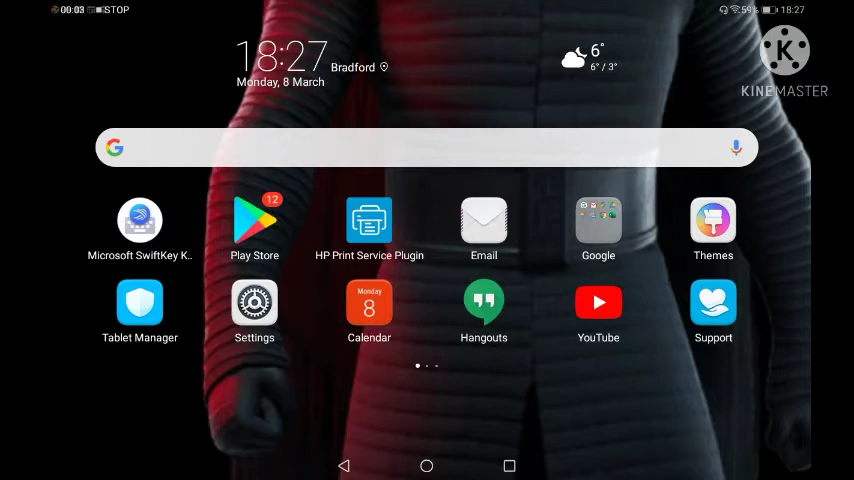 00:03 STOP
59% 18:27
18:27
Bradford
Monday, 8 March
6°
6° / 3°
K
KINEMASTER
G
12
Microsoft SwiftKey K..
Play Store
HP Print Service Plugin
Email
Google
Themes
Monday
8
Tablet Manager
Settings
Calendar
Hangouts
YouTube
Support